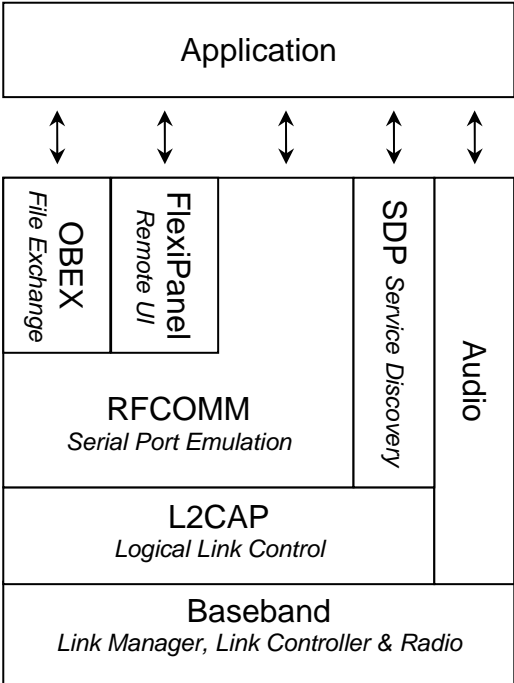 Application
OBEX
File Exchange
FlexiPanel
Remote UI
SDP Service Discovery
Audio
RFCOMM
Serial Port Emulation
L2CAP
Logical Link Control
Baseband
Link Manager, Link Controller & Radio